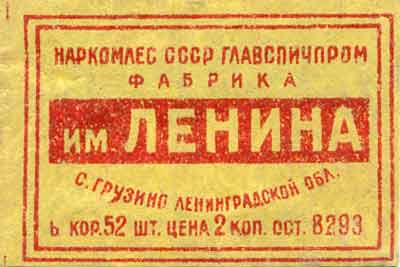 НАРКОМЛЕС СССР ГЛАВСПИЧПРОМ
ФАБРИКА
ИМ. ЛЕНИНА
С. ГРУЗИНО ЛЕНИНГРАДСКОЙ ОБЛ.
Ь КОР. 52 ШТ. ЦЕНА 2 КОП. ОСТ. 8293